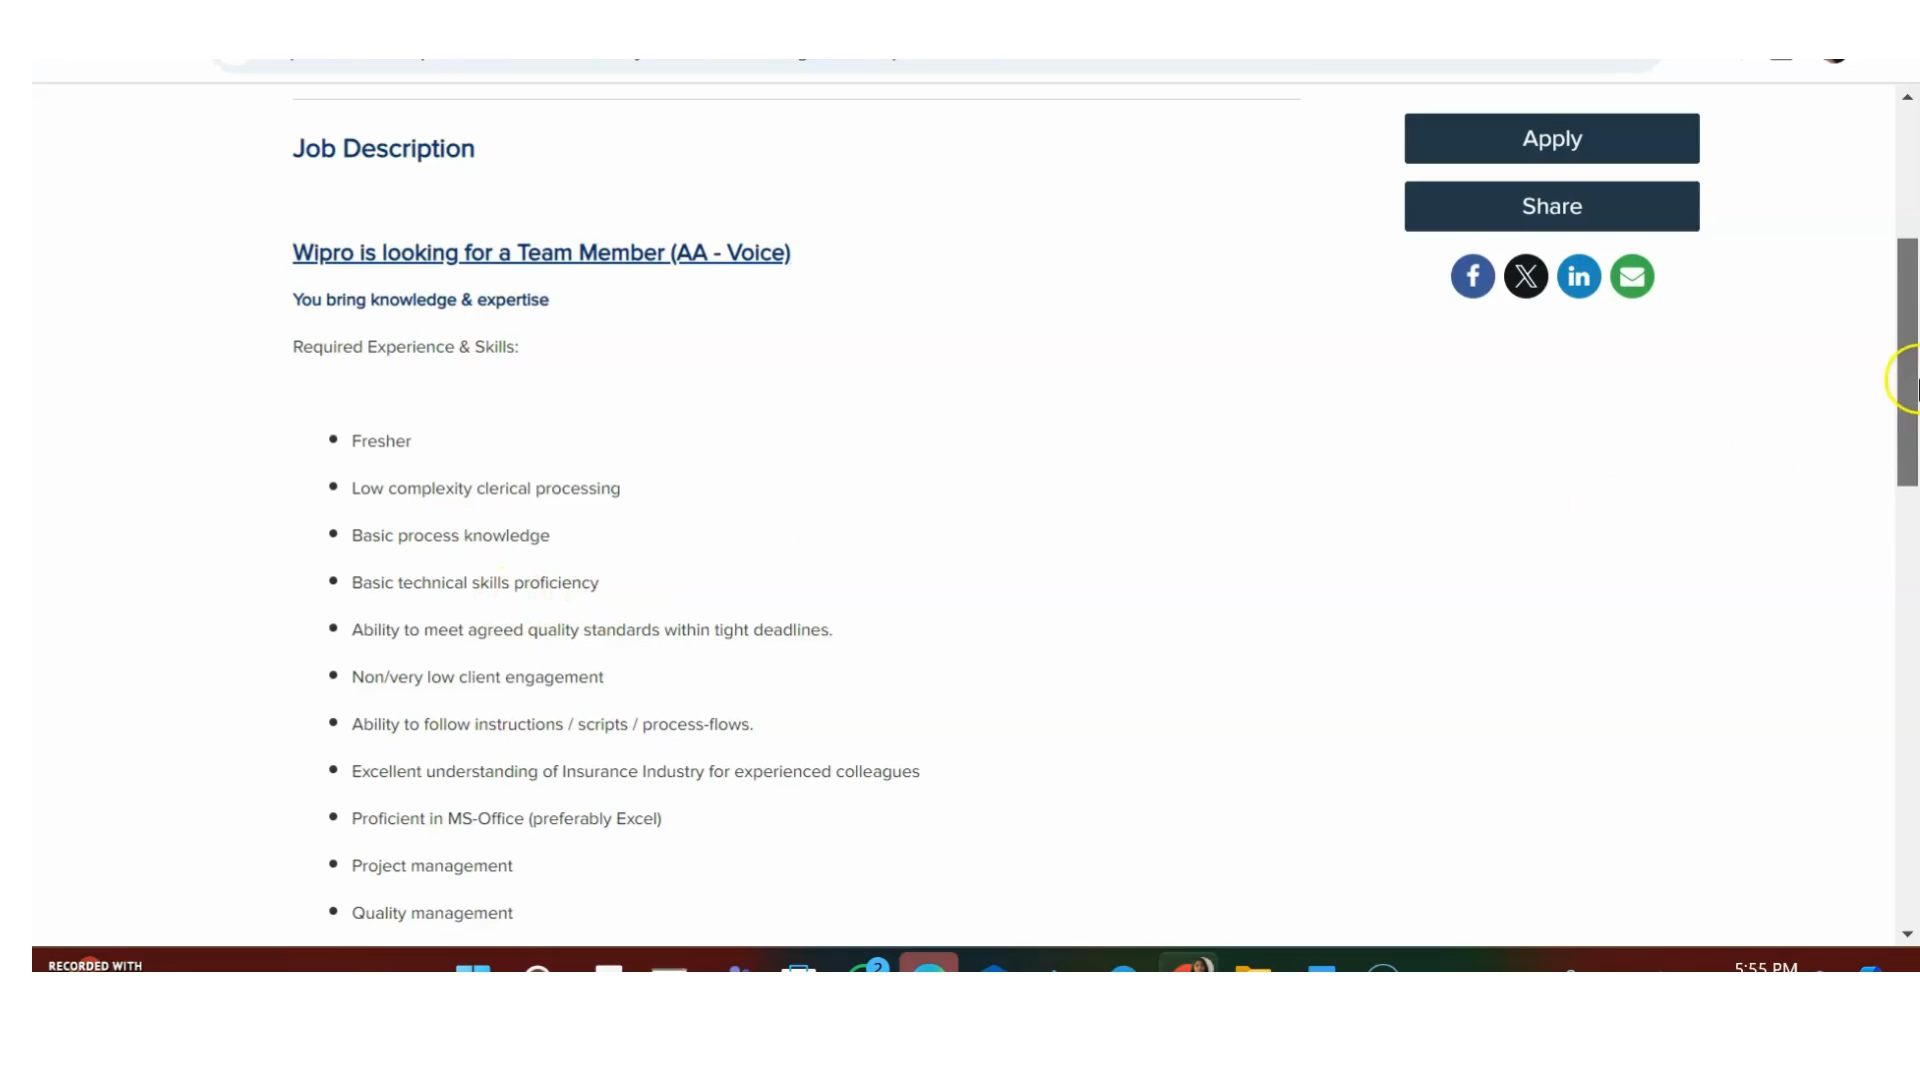 Job Description
Apply
Share
Wipro is looking for a Team Member (AA - Voice)
You bring knowledge & expertise
Required Experience & Skills:
Fresher
Low complexity clerical processing
Basic process knowledge
Basic technical skills proficiency
Ability to meet agreed quality standards within tight deadlines.
Non/very low client engagement
Ability to follow instructions / scripts / process-flows.
Excellent understanding of Insurance Industry for experienced colleagues
Proficient in MS-Office (preferably Excel)
Project management
Quality management
RECORDED WITH
2
5:55 PM